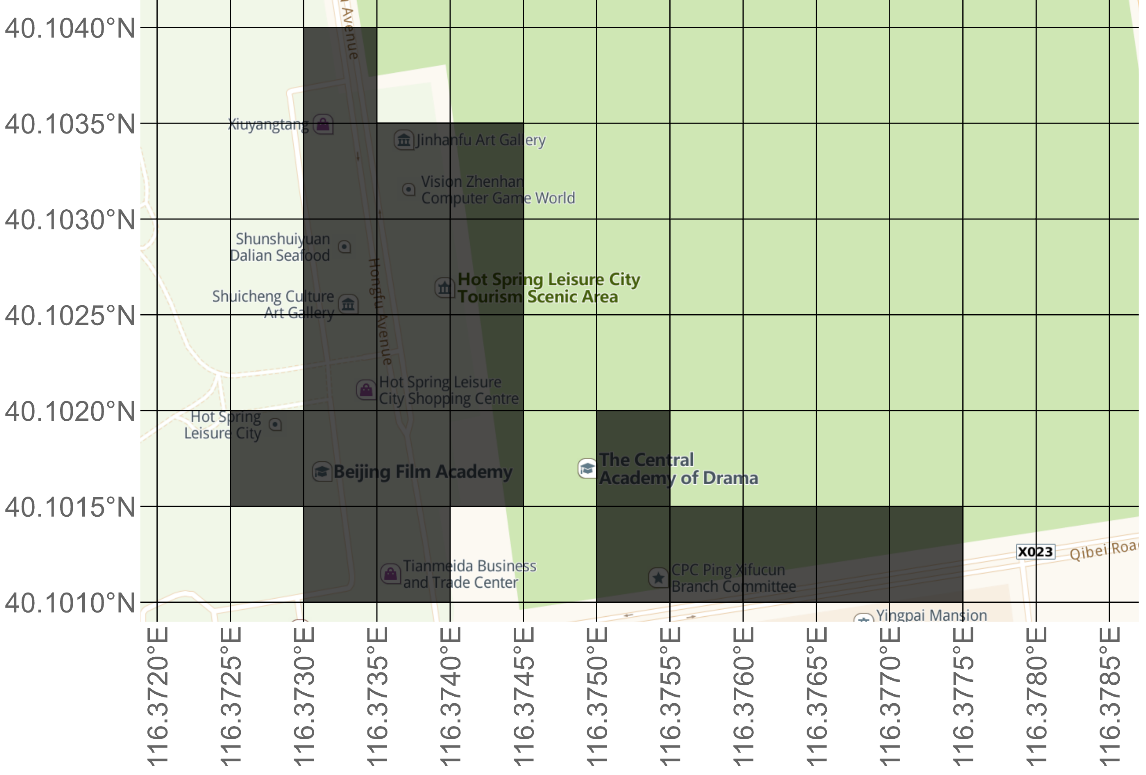 40.1040°N
40.1035°N
40.1030°N
40.1025°N
40.1020°N
40.1015°N
40.1010°N
Avenue
Xiuyangtang
Jinhanfu Art Gallery
Vision Zhenhan
Computer Game World
Shunshuiyuan
Dalian Seafood
Hot Spring Leisure City
Tourism Scenic Area
Shuicheng Culture
Art Gallery
Hongfu Avenue
Hot Spring Leisure
City Shopping Centre
Hot Spring
Leisure City
Beijing Film Academy
The Central
Academy of Drama
X023
Qibei Roa
Tianmeida Business
and Trade Center
CPC Ping Xifucun
Branch Committee
Yingpai Mansion
116.3720°E
116.3725°E
116.3730°E
116.3735°E
116.3740°E
116.3745°E
116.3750°E
116.3755°E
116.3760°E
116.3765°E
116.3770°E
116.3775°E
116.3780°E
116.3785°E